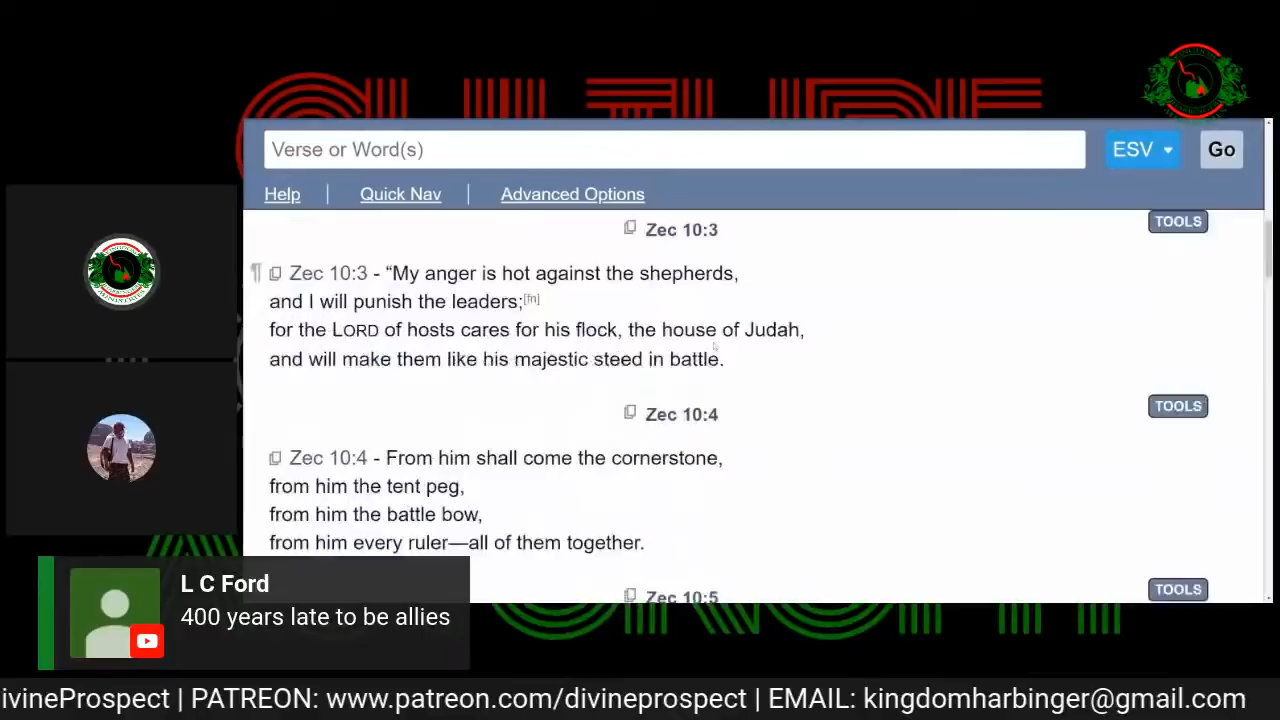 Verse or Word(s)
ESV
Go
Help | Quick Nav | Advanced Options
Zec 10:3
TOOLS
¶ Zec 10:3 - “My anger is hot against the shepherds,
and I will punish the leaders;[fn]
for the LORD of hosts cares for his flock, the house of Judah,
and will make them like his majestic steed in battle.
Zec 10:4
TOOLS
Zec 10:4 - From him shall come the cornerstone,
from him the tent peg,
from him the battle bow,
from him every ruler—all of them together.
Zec 10:5
TOOLS
L C Ford
400 years late to be allies
ivineProspect | PATREON: www.patreon.com/divineprospect | EMAIL: kingdomharbinger@gmail.com